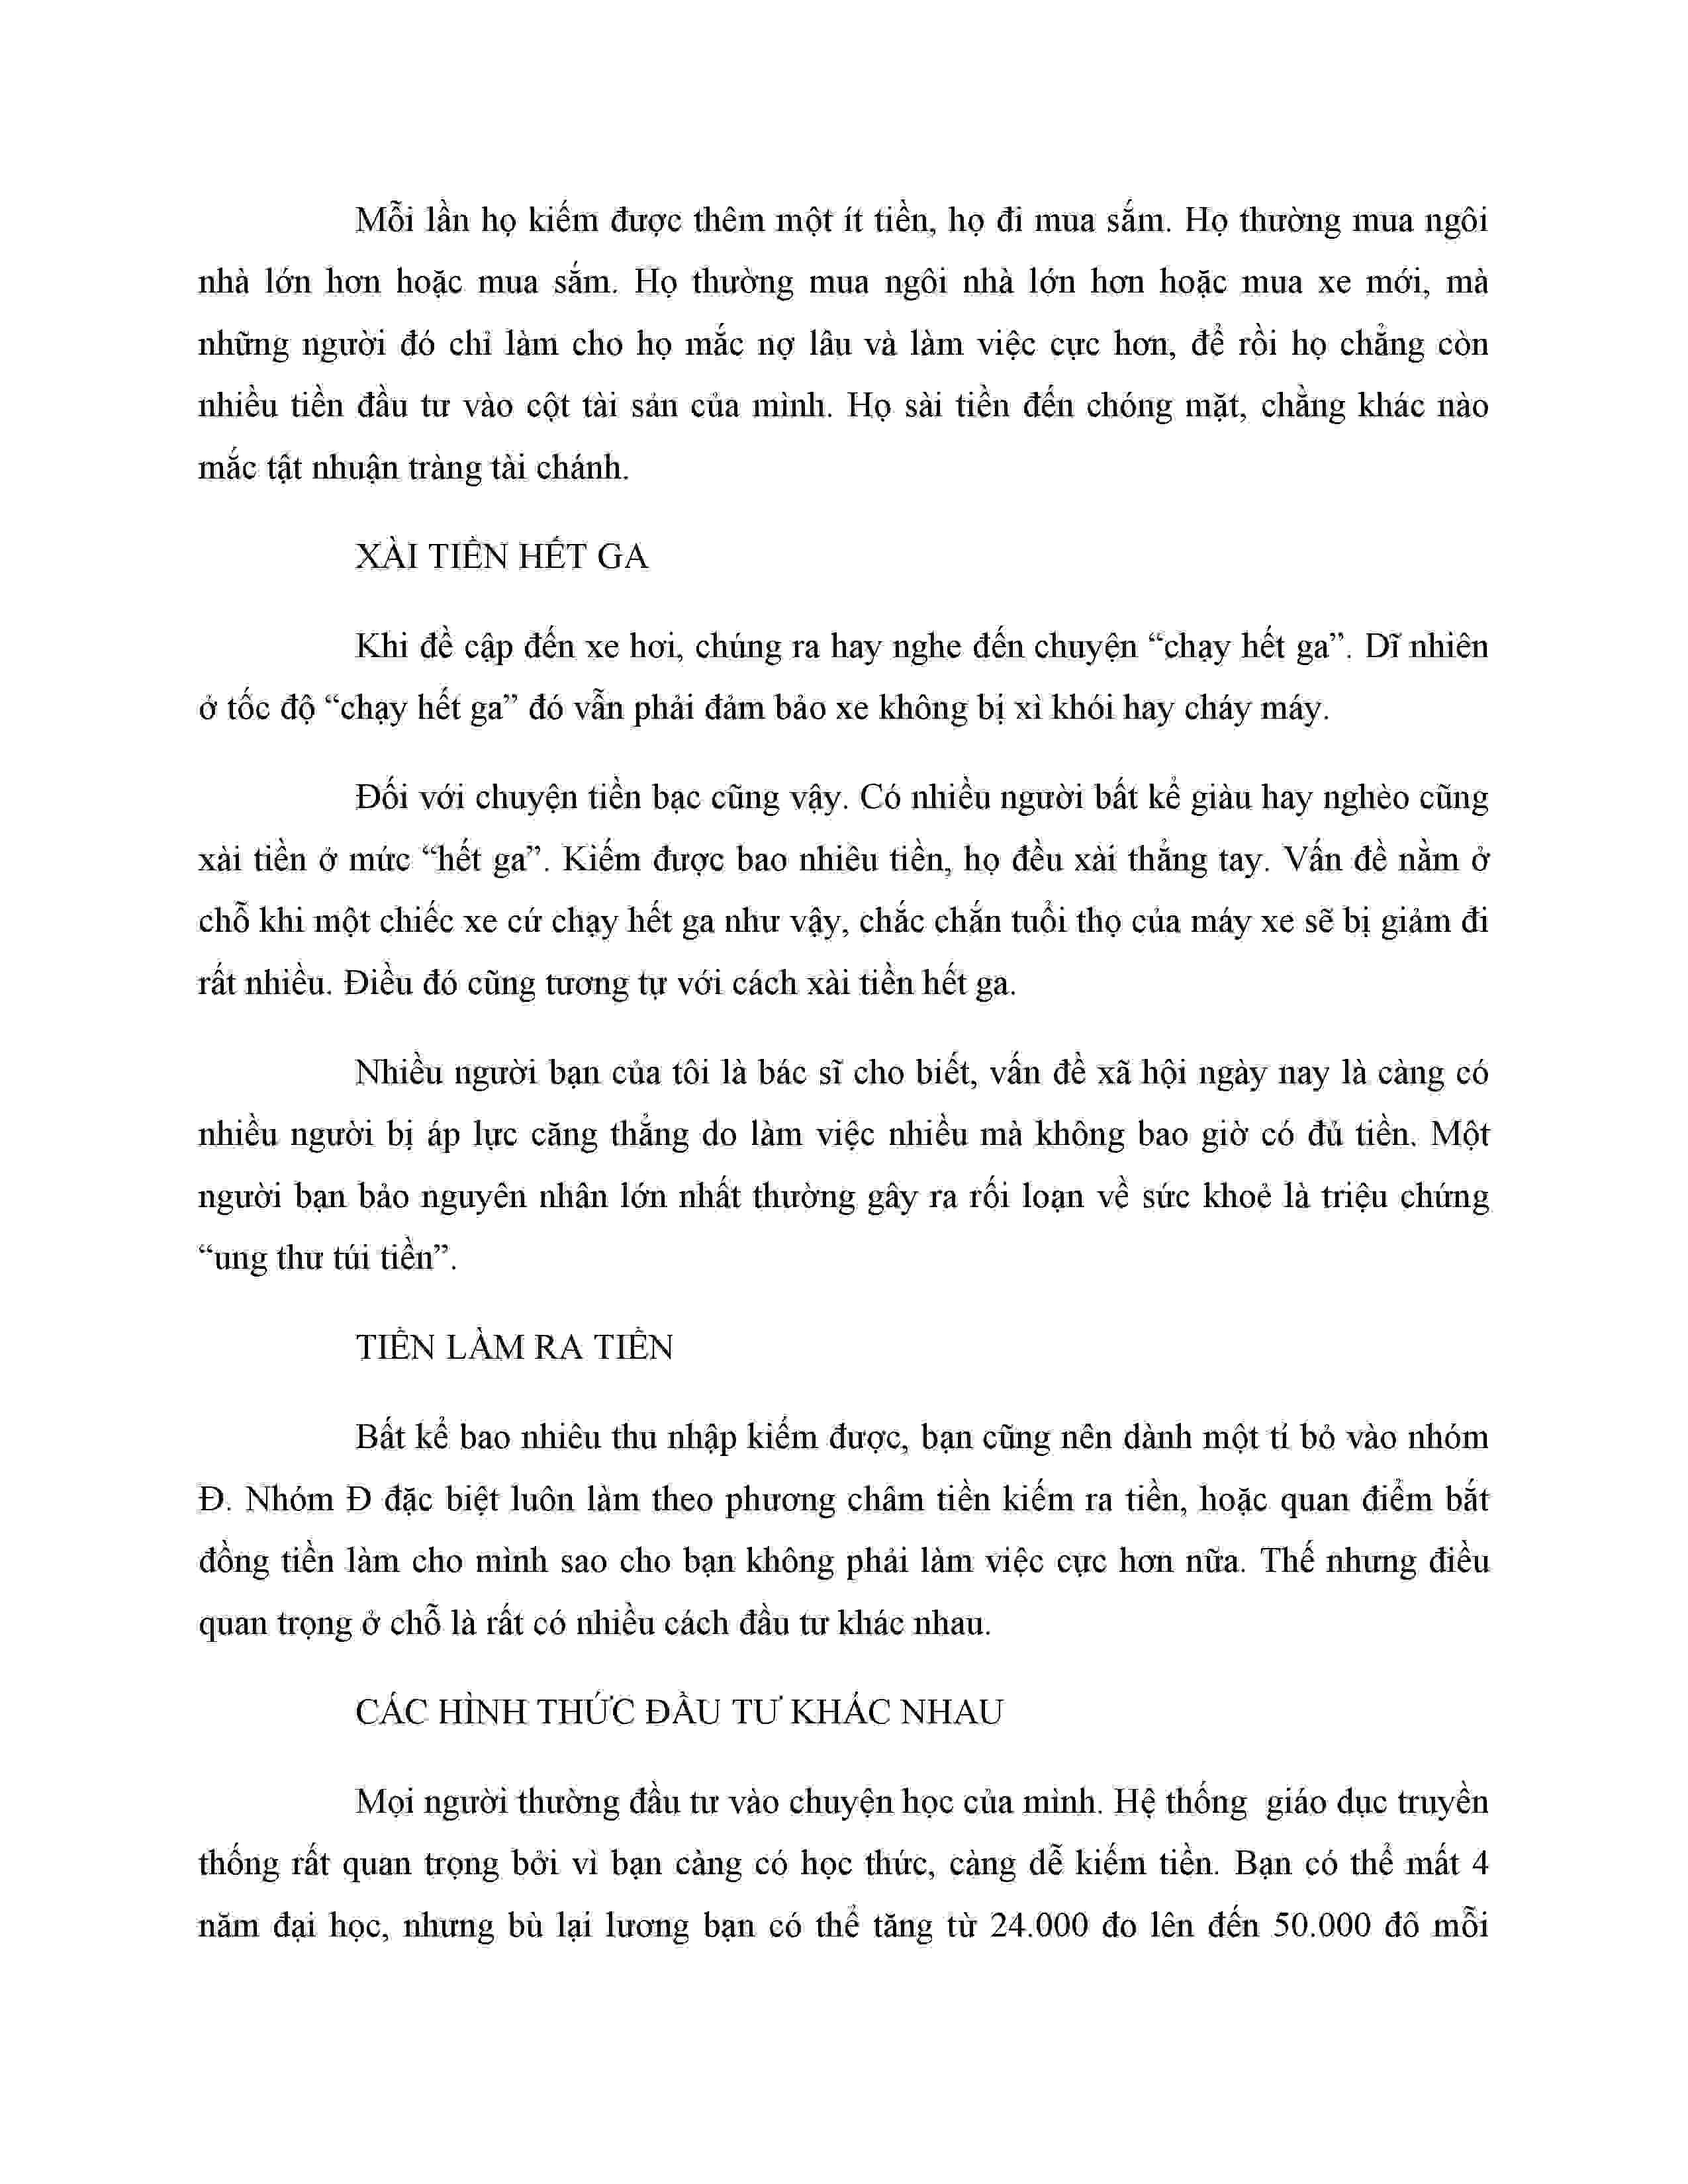 Mỗi lần họ kiếm được thêm một ít tiền, họ đi mua sắm. Họ thường mua ngôi
nhà lớn hơn hoặc mua sắm. Họ thường mua ngôi nhà lớn hơn hoặc mua xe mới, mà
những người đó chỉ làm cho họ mắc nợ lâu và làm việc cực hơn, để rồi họ chẳng còn
nhiều tiền đầu tư vào cột tài sản của mình. Họ sài tiền đến chóng mặt, chẳng khác nào
mắc tật nhuận tràng tài chánh.
XÀI TIỀN HẾT GA
Khi đề cập đến xe hơi, chúng ra hay nghe đến chuyện “chạy hết ga”. Dĩ nhiên
ở tốc độ “chạy hết ga” đó vẫn phải đảm bảo xe không bị xì khói hay cháy máy.
Đối với chuyện tiền bạc cũng vậy. Có nhiều người bất kể giàu hay nghèo cũng
xài tiền ở mức “hết ga”. Kiếm được bao nhiêu tiền, họ đều xài thẳng tay. Vấn đề nằm ở
chỗ khi một chiếc xe cứ chạy hết ga như vậy, chắc chắn tuổi thọ của máy xe sẽ bị giảm đi
rất nhiều. Điều đó cũng tương tự với cách xài tiền hết ga.
Nhiều người bạn của tôi là bác sĩ cho biết, vấn đề xã hội ngày nay là càng có
nhiều người bị áp lực căng thẳng do làm việc nhiều mà không bao giờ có đủ tiền. Một
người bạn bảo nguyên nhân lớn nhất thường gây ra rối loạn về sức khoẻ là triệu chứng
“ung thư túi tiền”.
TIỀN LÀM RA TIỀN
Bất kể bao nhiêu thu nhập kiếm được, bạn cũng nên dành một tí bỏ vào nhóm
Đ. Nhóm Đ đặc biệt luôn làm theo phương châm tiền kiếm ra tiền, hoặc quan điểm bắt
đồng tiền làm cho mình sao cho bạn không phải làm việc cực hơn nữa. Thế nhưng điều
quan trọng ở chỗ là rất có nhiều cách đầu tư khác nhau.
CÁC HÌNH THỨC ĐẦU TƯ KHÁC NHAU
Mọi người thường đầu tư vào chuyện học của mình. Hệ thống  giáo dục truyền
thống rất quan trọng bởi vì bạn càng có học thức, càng dễ kiếm tiền. Bạn có thể mất 4
năm đại học, nhưng bù lại lương bạn có thể tăng từ 24.000 đo lên đến 50.000 đô mỗi